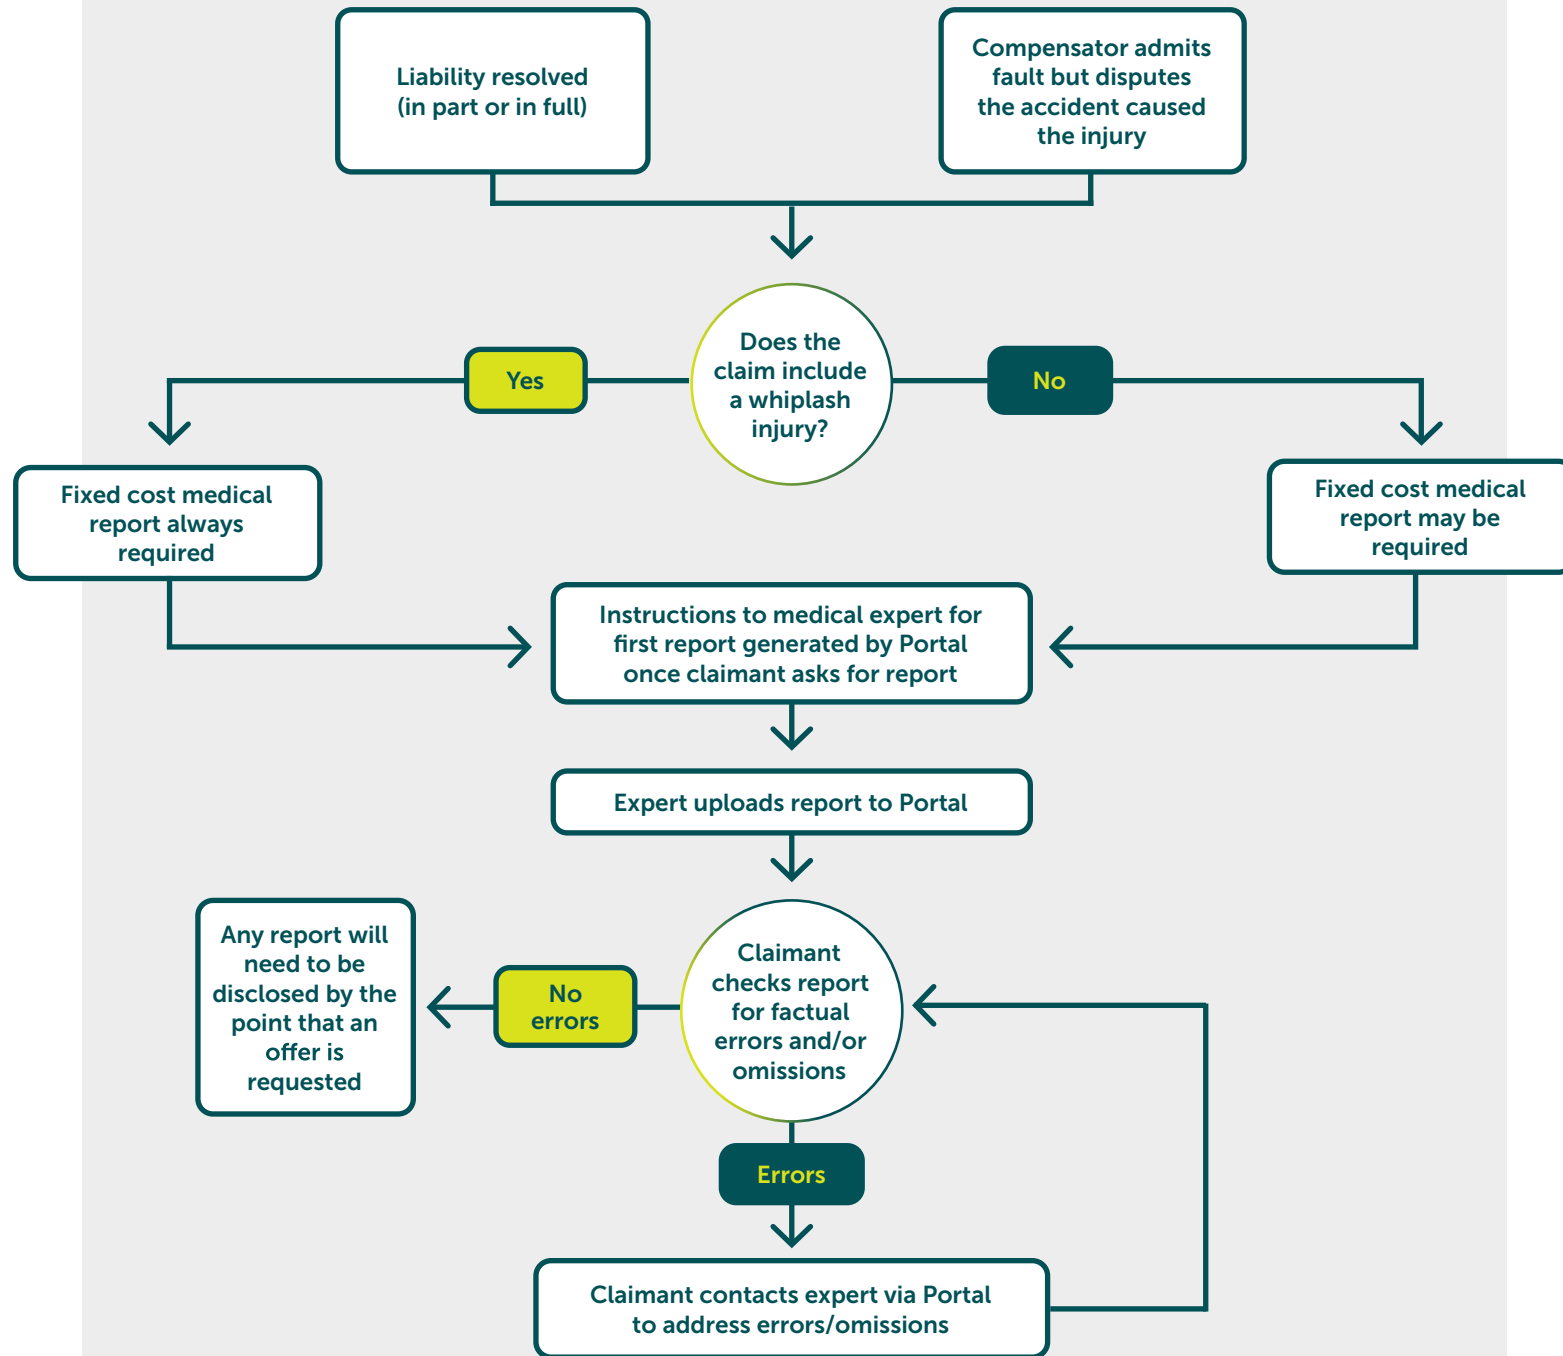 Liability resolved
(in part or in full)
Compensator admits
fault but disputes
the accident caused
the injury
Does the
claim include
a whiplash
injury?
Yes
No
Fixed cost medical
report always
required
Fixed cost medical
report may be
required
Instructions to medical expert for
first report generated by Portal
once claimant asks for report
Expert uploads report to Portal
Any report will
need to be
disclosed by the
point that an
offer is
requested
No
errors
Claimant
checks report
for factual
errors and/or
omissions
Errors
Claimant contacts expert via Portal
to address errors/omissions